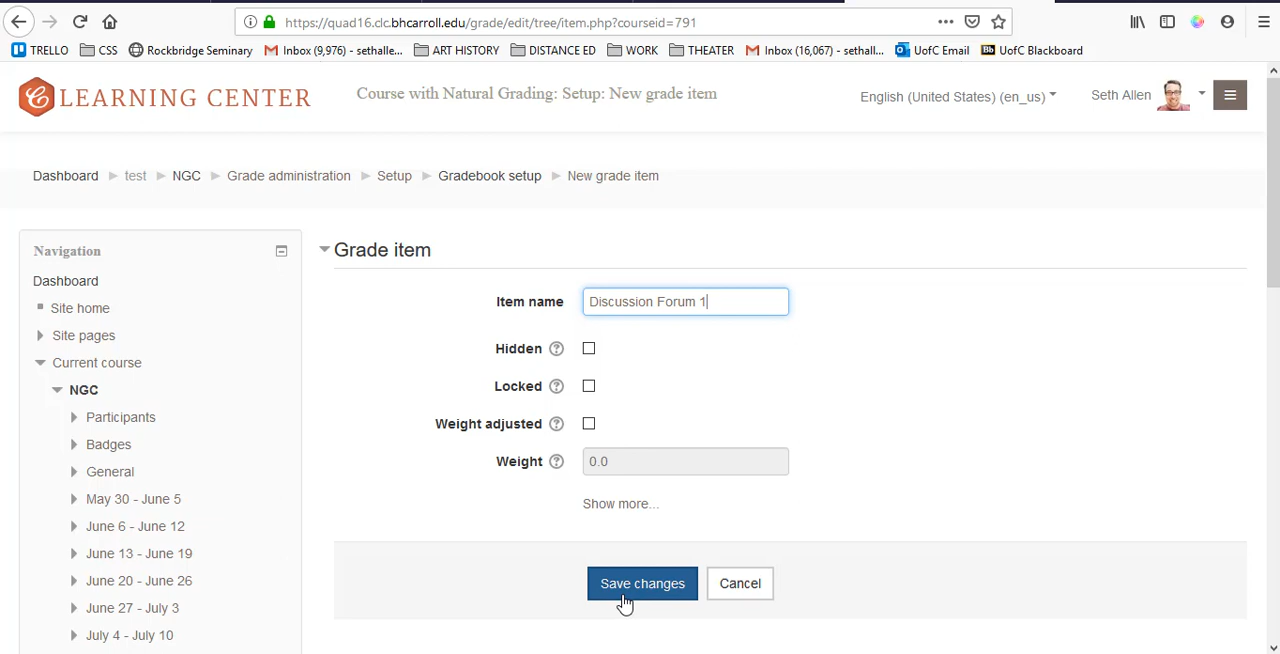 https://quad16.clc.bhcarroll.edu/grade/edit/tree/item.php?courseid=791
TRELLO CSS Rockbridge Seminary Inbox (9,976) - sethalle... ART HISTORY DISTANCE ED WORK THEATER Inbox (16,067) - sethall... UofC Email Bb UofC Blackboard
LEARNING CENTER Course with Natural Grading: Setup: New grade item English (United States) (en_us) Seth Allen
Dashboard test NGC Grade administration Setup Gradebook setup New grade item
Navigation
Dashboard
Site home
Site pages
Current course
NGC
Participants
Badges
General
May 30 - June 5
June 6 - June 12
June 13 - June 19
June 20 - June 26
June 27 - July 3
July 4 - July 10
Grade item
Item name Discussion Forum 1
Hidden ?
Locked ?
Weight adjusted ?
Weight ? 0.0
Show more...
Save changes Cancel